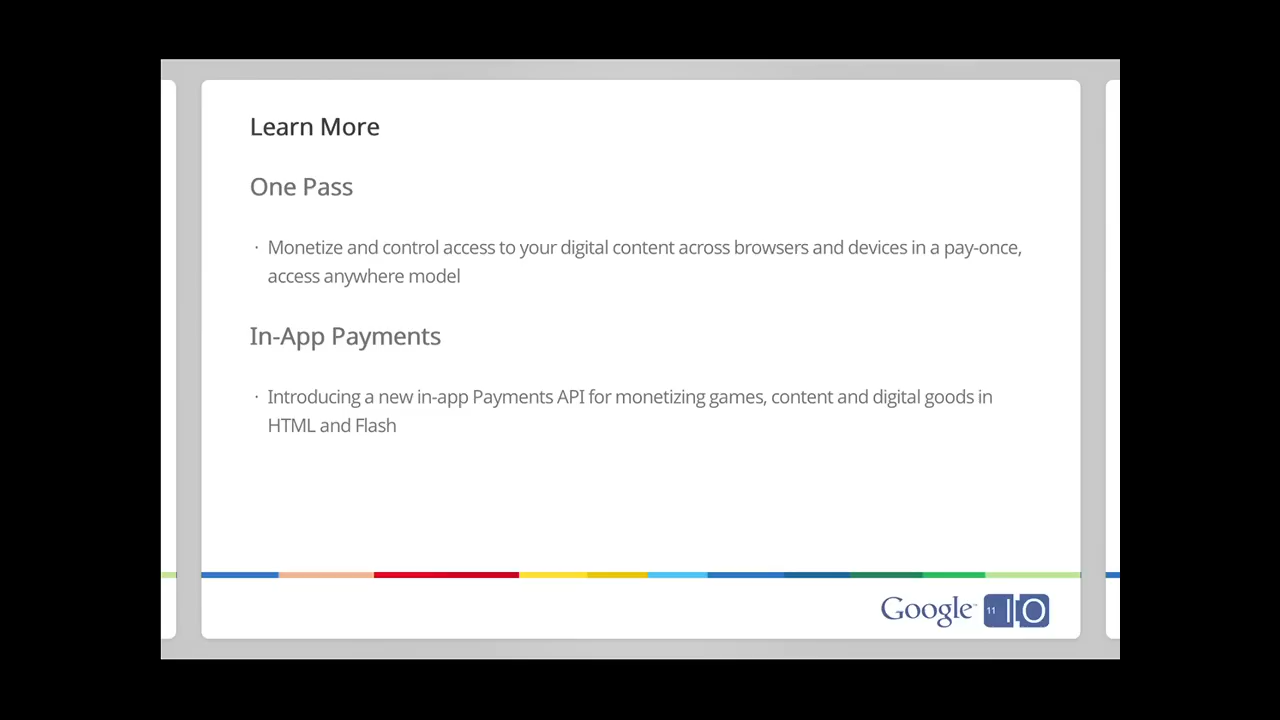 Learn More
One Pass
· Monetize and control access to your digital content across browsers and devices in a pay-once,
access anywhere model
In-App Payments
· Introducing a new in-app Payments API for monetizing games, content and digital goods in
HTML and Flash
Google™ 11 IO